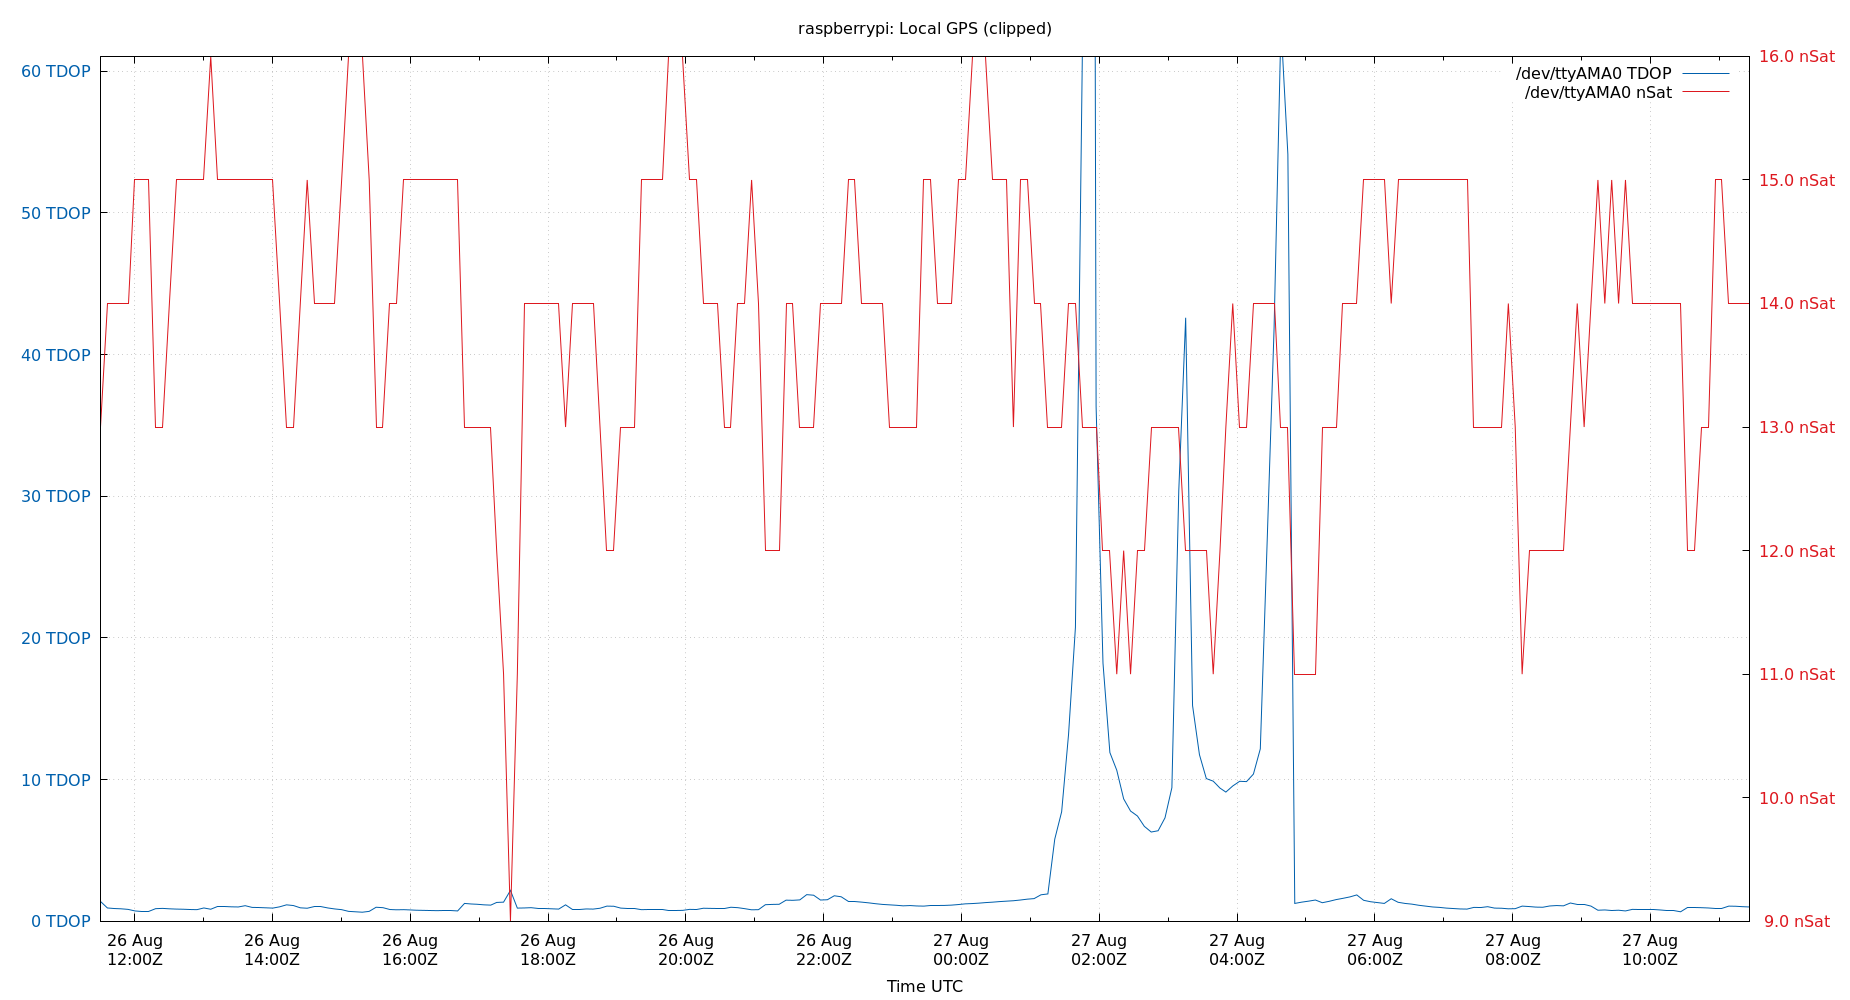 raspberrypi: Local GPS (clipped)
60 TDOP
50 TDOP
40 TDOP
30 TDOP
20 TDOP
10 TDOP
0 TDOP
/dev/ttyAMA0 TDOP
/dev/ttyAMA0 nSat
16.0 nSat
15.0 nSat
14.0 nSat
13.0 nSat
12.0 nSat
11.0 nSat
10.0 nSat
9.0 nSat
26 Aug
12:00Z
26 Aug
14:00Z
26 Aug
16:00Z
26 Aug
18:00Z
26 Aug
20:00Z
26 Aug
22:00Z
27 Aug
00:00Z
27 Aug
02:00Z
27 Aug
04:00Z
27 Aug
06:00Z
27 Aug
08:00Z
27 Aug
10:00Z
Time UTC